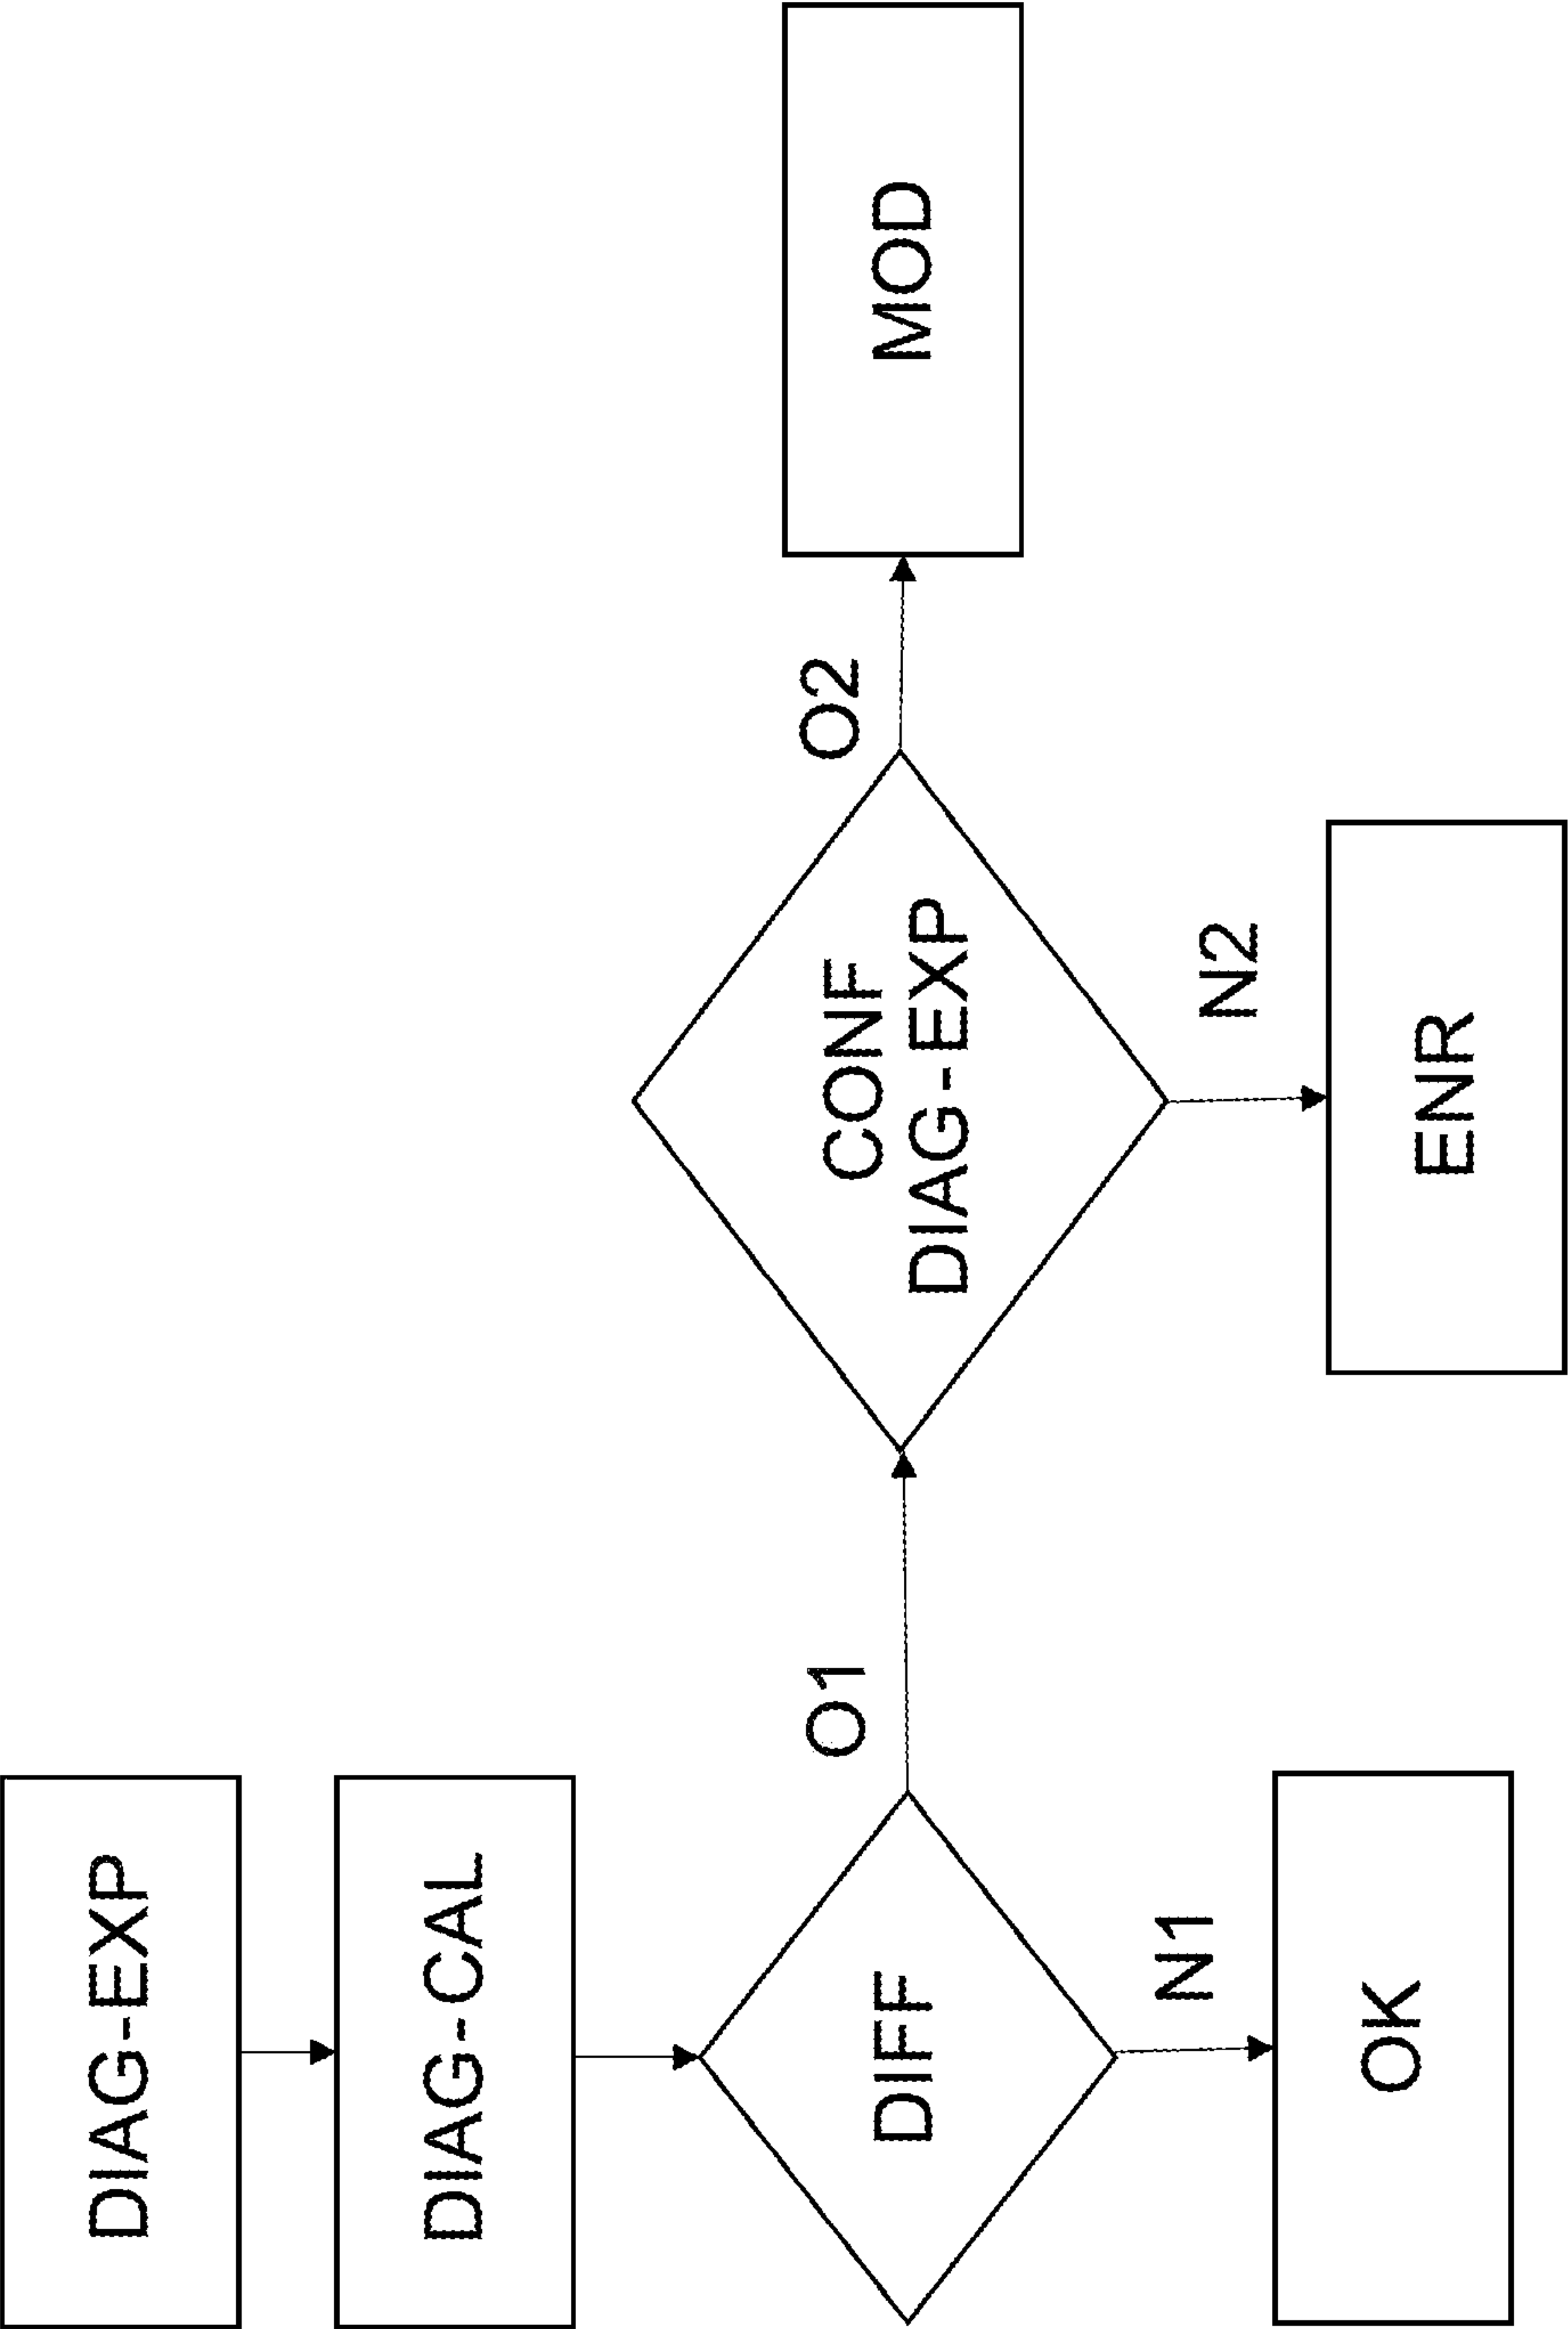 DIAG-EXP
DIAG-CAL
DIFF
O1
N1
OK
CONF
DIAG-EXP
O2
N2
ENR
MOD